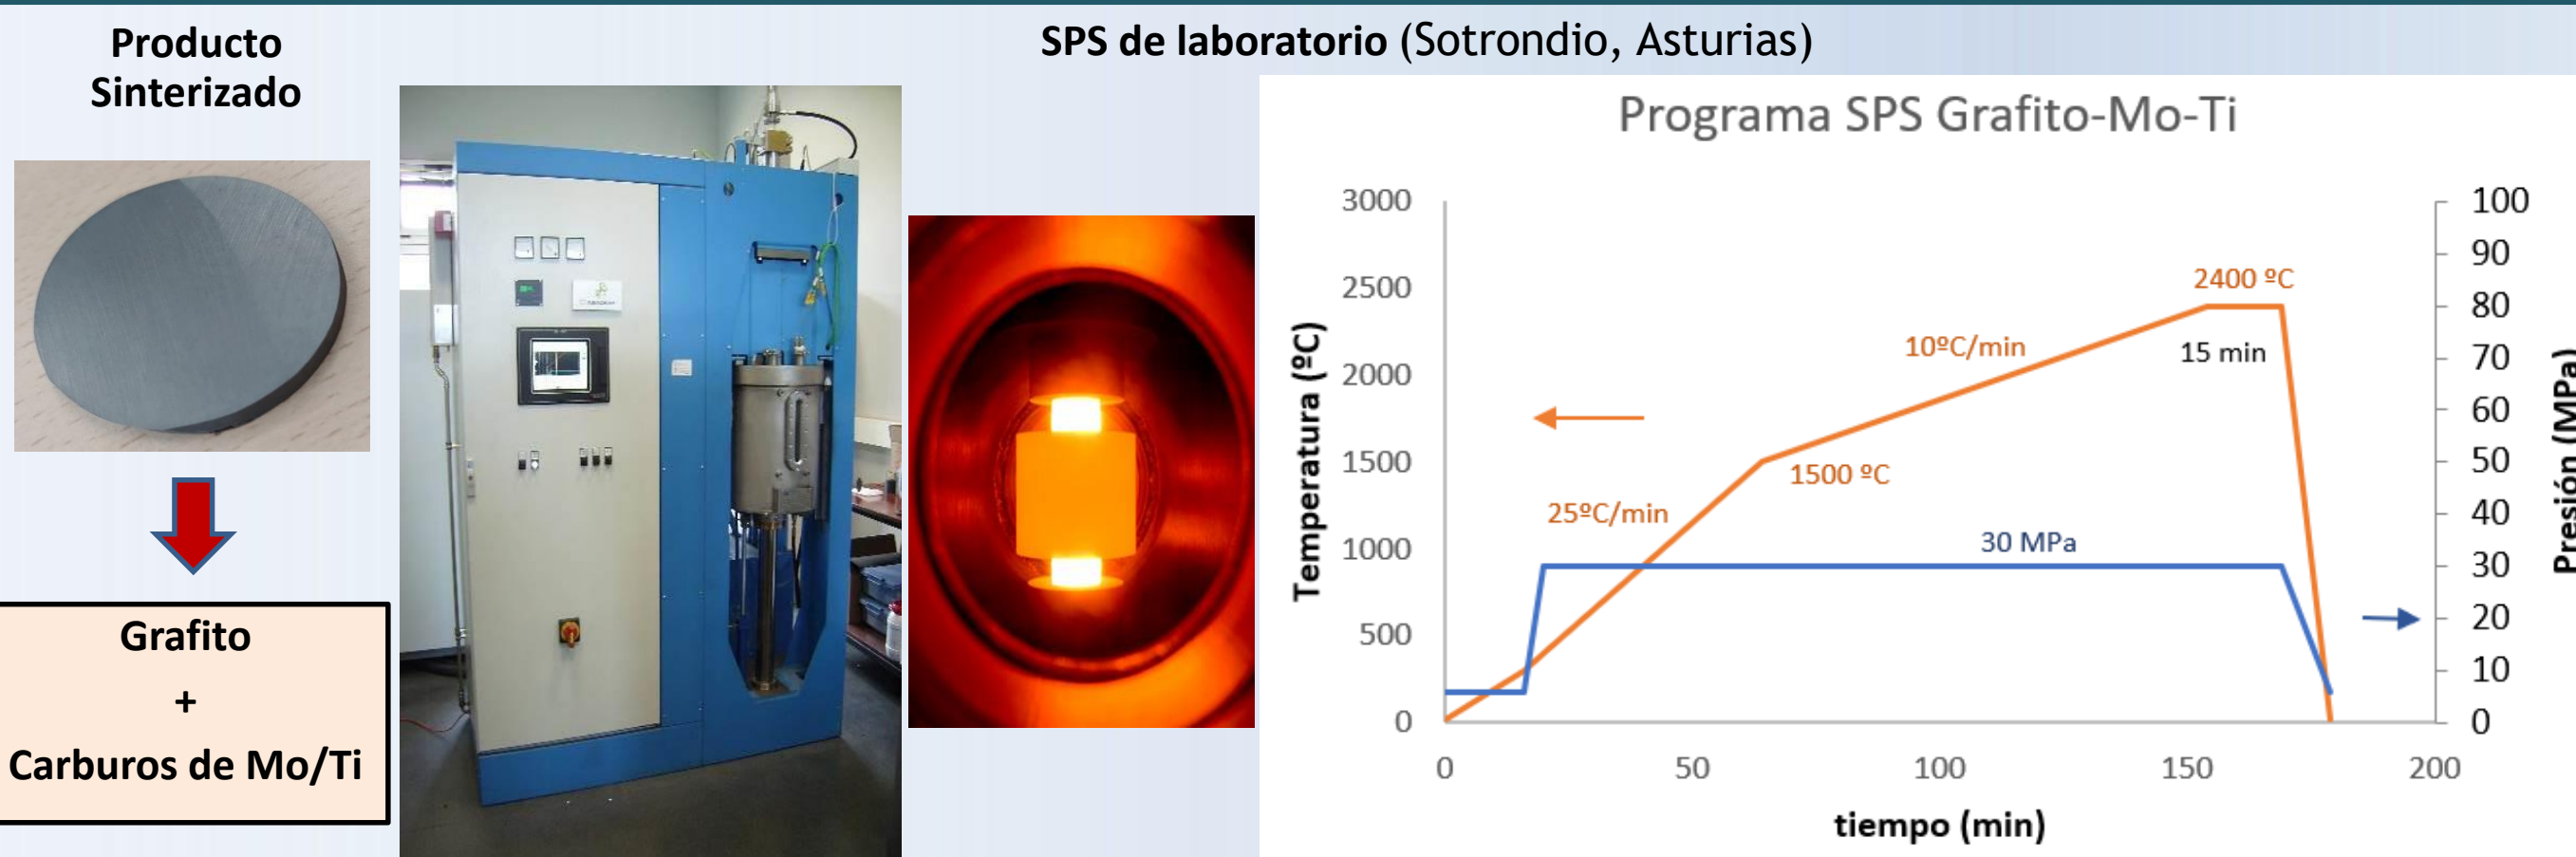 Producto
Sinterizado
SPS de laboratorio (Sotrondio, Asturias)
Grafito
+
Carburos de Mo/Ti
Programa SPS Grafito-Mo-Ti
Temperatura (ºC)
3000
2500
2000
1500
1000
500
0
2400 ºC
10ºC/min
15 min
1500 ºC
25ºC/min
30 MPa
100
90
80
70
60
50
40
30
20
10
0
Presión (MPa)
0 50 100 150 200
tiempo (min)